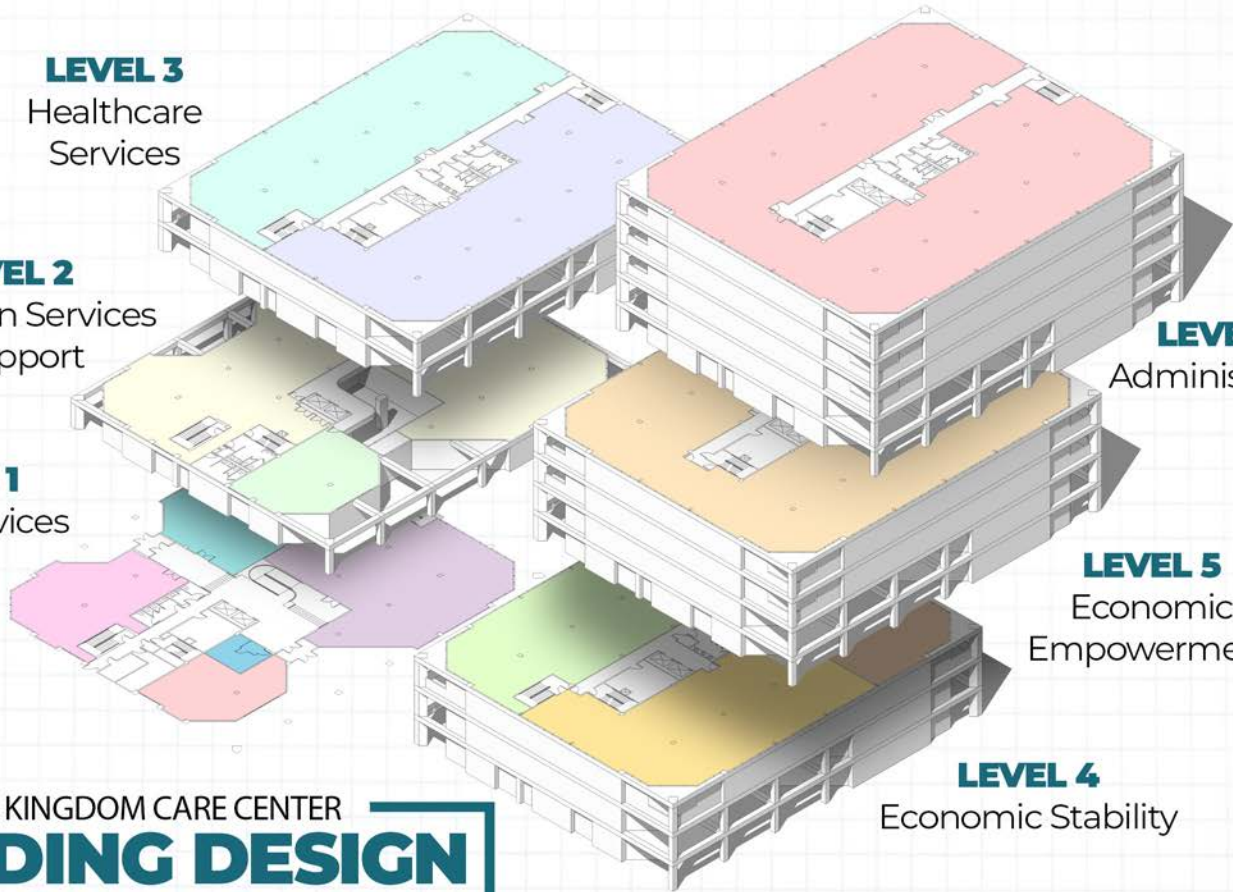 LEVEL 3
Healthcare
Services
VEL 2
n Services
pport
1
vices
LEVE
Adminis
LEVEL 5
Economic
Empowerme
LEVEL 4
Economic Stability
KINGDOM CARE CENTER
DING DESIGN